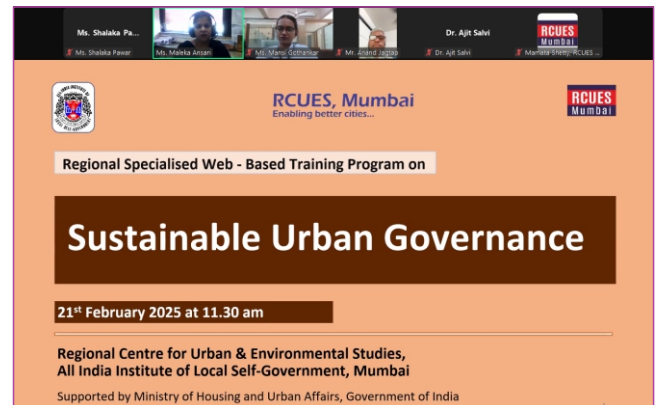 Ms. Shalaka Pa...
Dr. Ajit Salvi
RCUES
Mumbai
Ms. Shalaka Pawar
Ms. Maleka Ansari
Ms. Mansi Gothankar
Mr. Anand Jagtap
Dr. Ajit Salvi
Mamata Shetty, RCUES ...
RCUES, Mumbai
Enabling better cities...
RCUES
Mumbai
Regional Specialised Web - Based Training Program on
Sustainable Urban Governance
21st February 2025 at 11.30 am
Regional Centre for Urban & Environmental Studies,
All India Institute of Local Self-Government, Mumbai
Supported by Ministry of Housing and Urban Affairs, Government of India